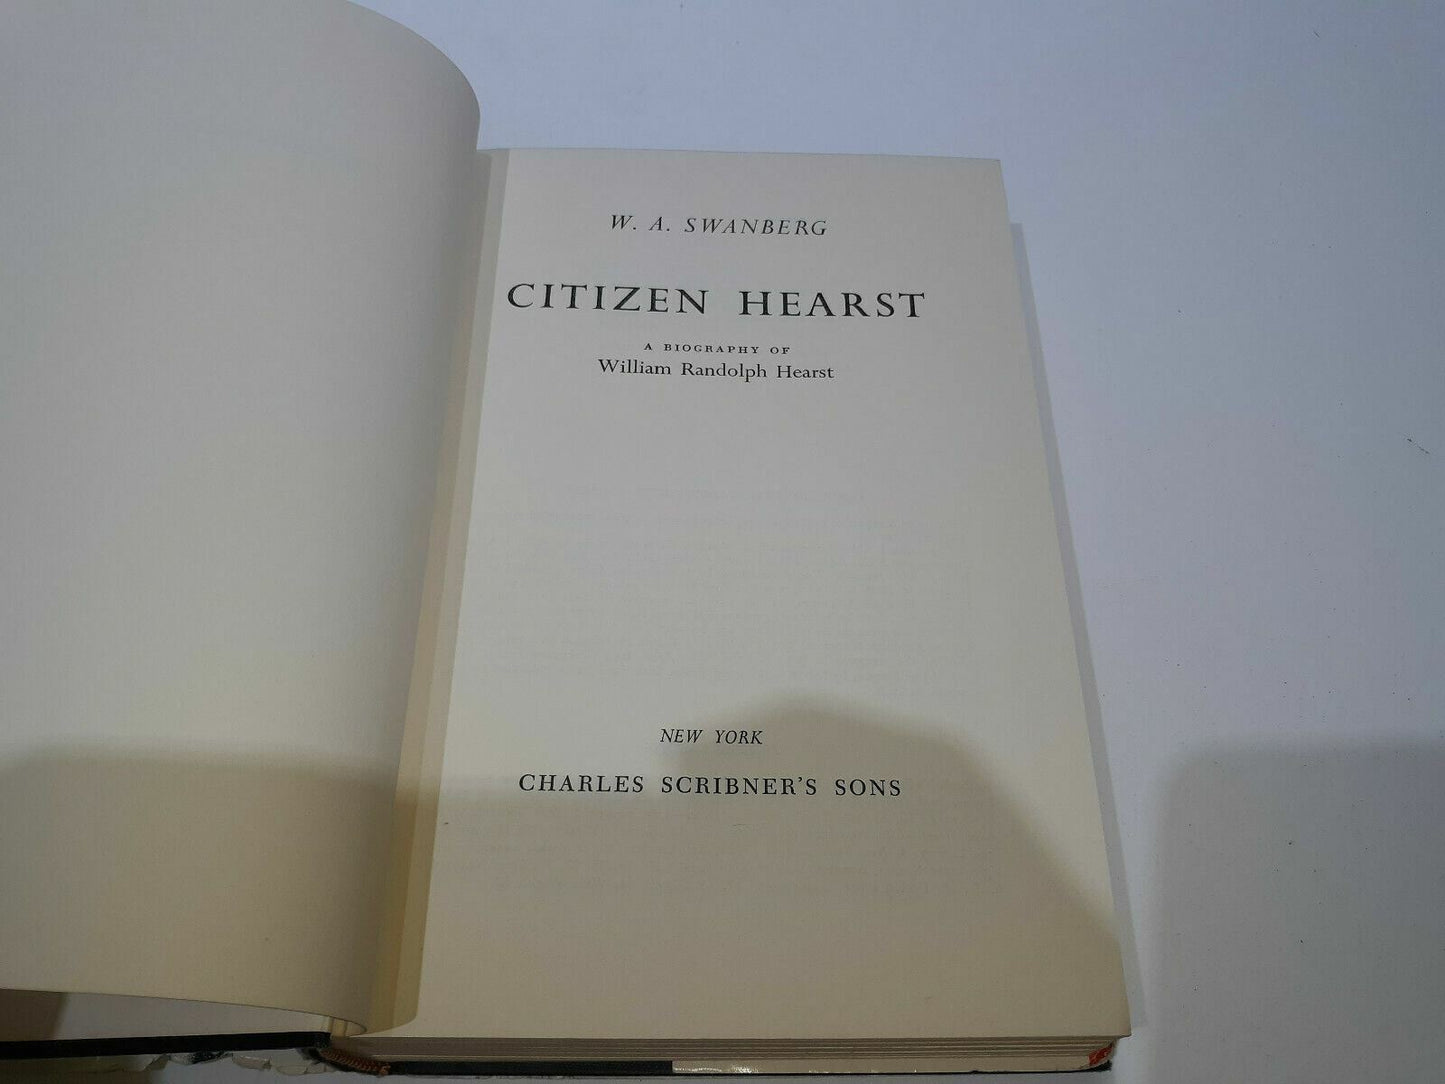 W. A. SWANBERG
CITIZEN HEARST
A BIOGRAPHY OF
William Randolph Hearst
NEW YORK
CHARLES SCRIBNER'S SONS